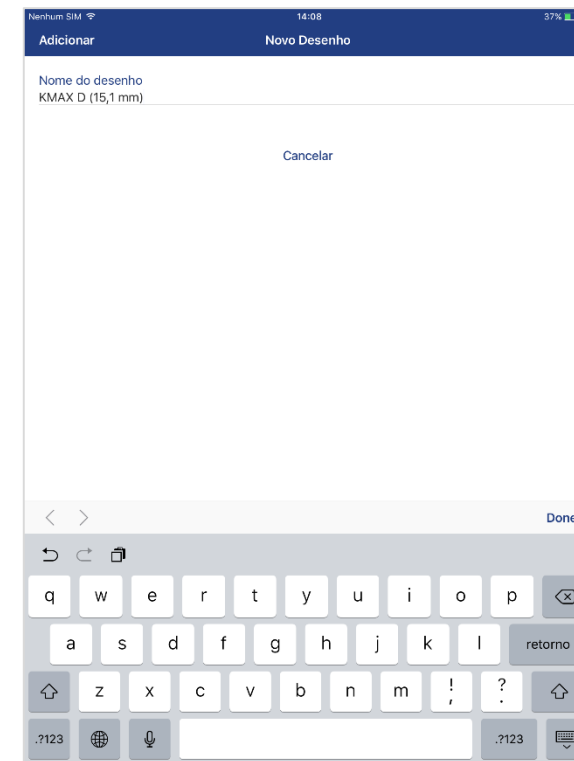 Nenhum SIM 14:08 37%
Adicionar Novo Desenho
Nome do desenho
KMAX D (15,1 mm)
Cancelar
Done
q w e r t y u i o p
a s d f g h j k l retorno
z x c v b n m ! , ? .
.?123 .?123